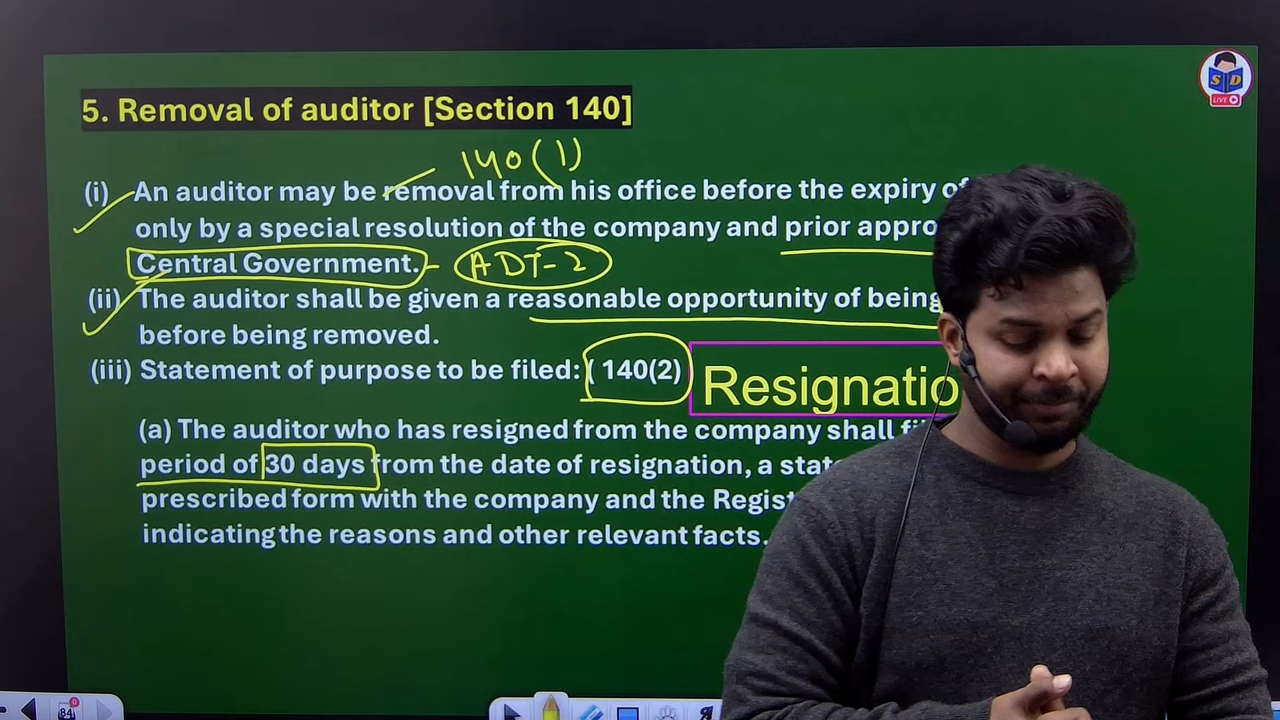 S D
LIVE
5. Removal of auditor [Section 140]
140(1)
(i) An auditor may be removal from his office before the expiry of
only by a special resolution of the company and prior appro
Central Government. - ADT-2
(ii) The auditor shall be given a reasonable opportunity of being
before being removed.
(iii) Statement of purpose to be filed: ( 140(2) Resignatio
(a) The auditor who has resigned from the company shall
period of 30 days from the date of resignation, a
prescribed form with the company and the
indicating the reasons and other relevant facts.
84